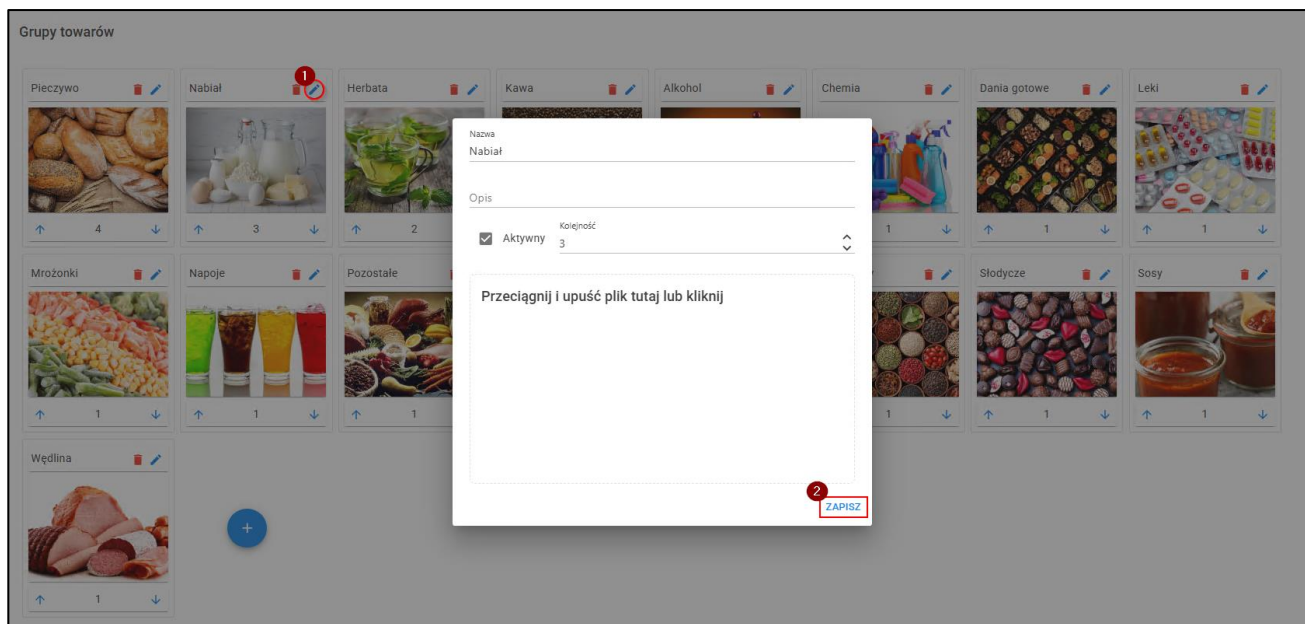 Grupy towarów
1
Pieczywo Nabiał Herbata Kawa Alkohol Chemia Dania gotowe Leki
Nazwa
Nabiał
Opis
4 3 2 1 1 1
Kolejność
Aktywny 3
Mrożonki Napoje Pozostałe Słodycze Sosy
Przeciągnij i upuść plik tutaj lub kliknij
1 1 1 1 1 1
Wędlina
2
ZAPISZ
+
1